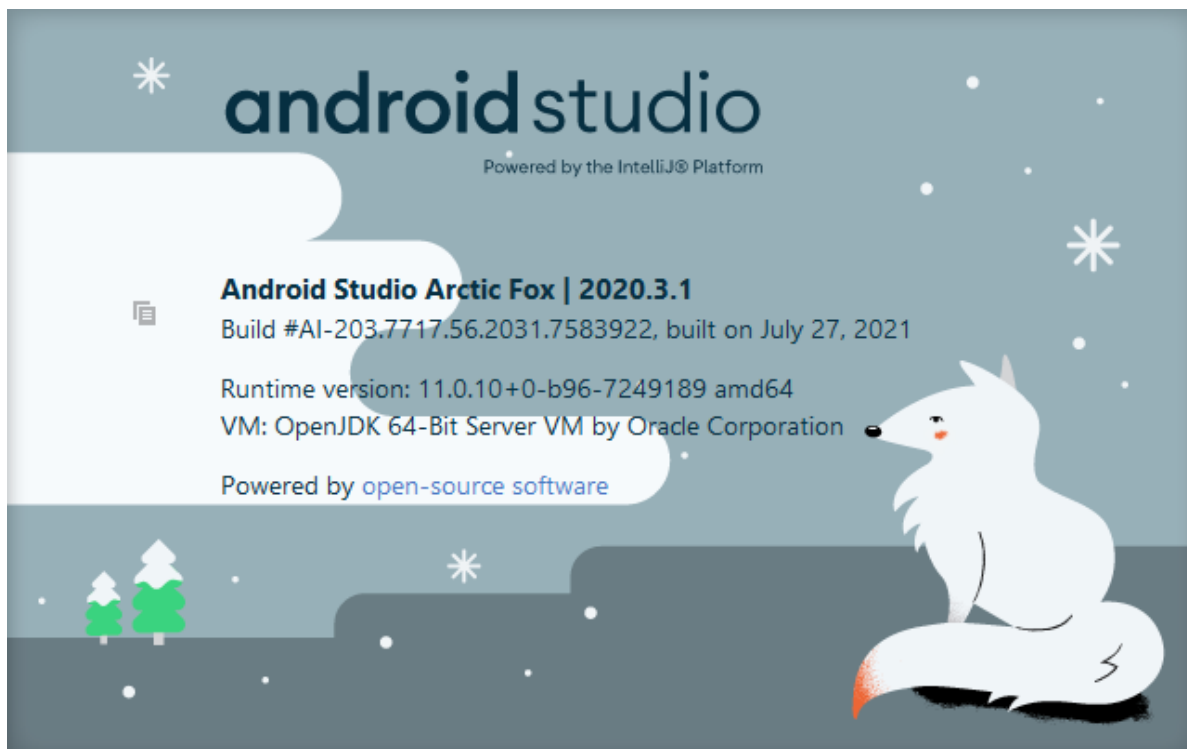 android studio
Powered by the IntelliJ® Platform
Android Studio Arctic Fox | 2020.3.1
Build #AI-203.7717.56.2031.7583922, built on July 27, 2021
Runtime version: 11.0.10+0-b96-7249189 amd64
VM: OpenJDK 64-Bit Server VM by Oracle Corporation
Powered by open-source software